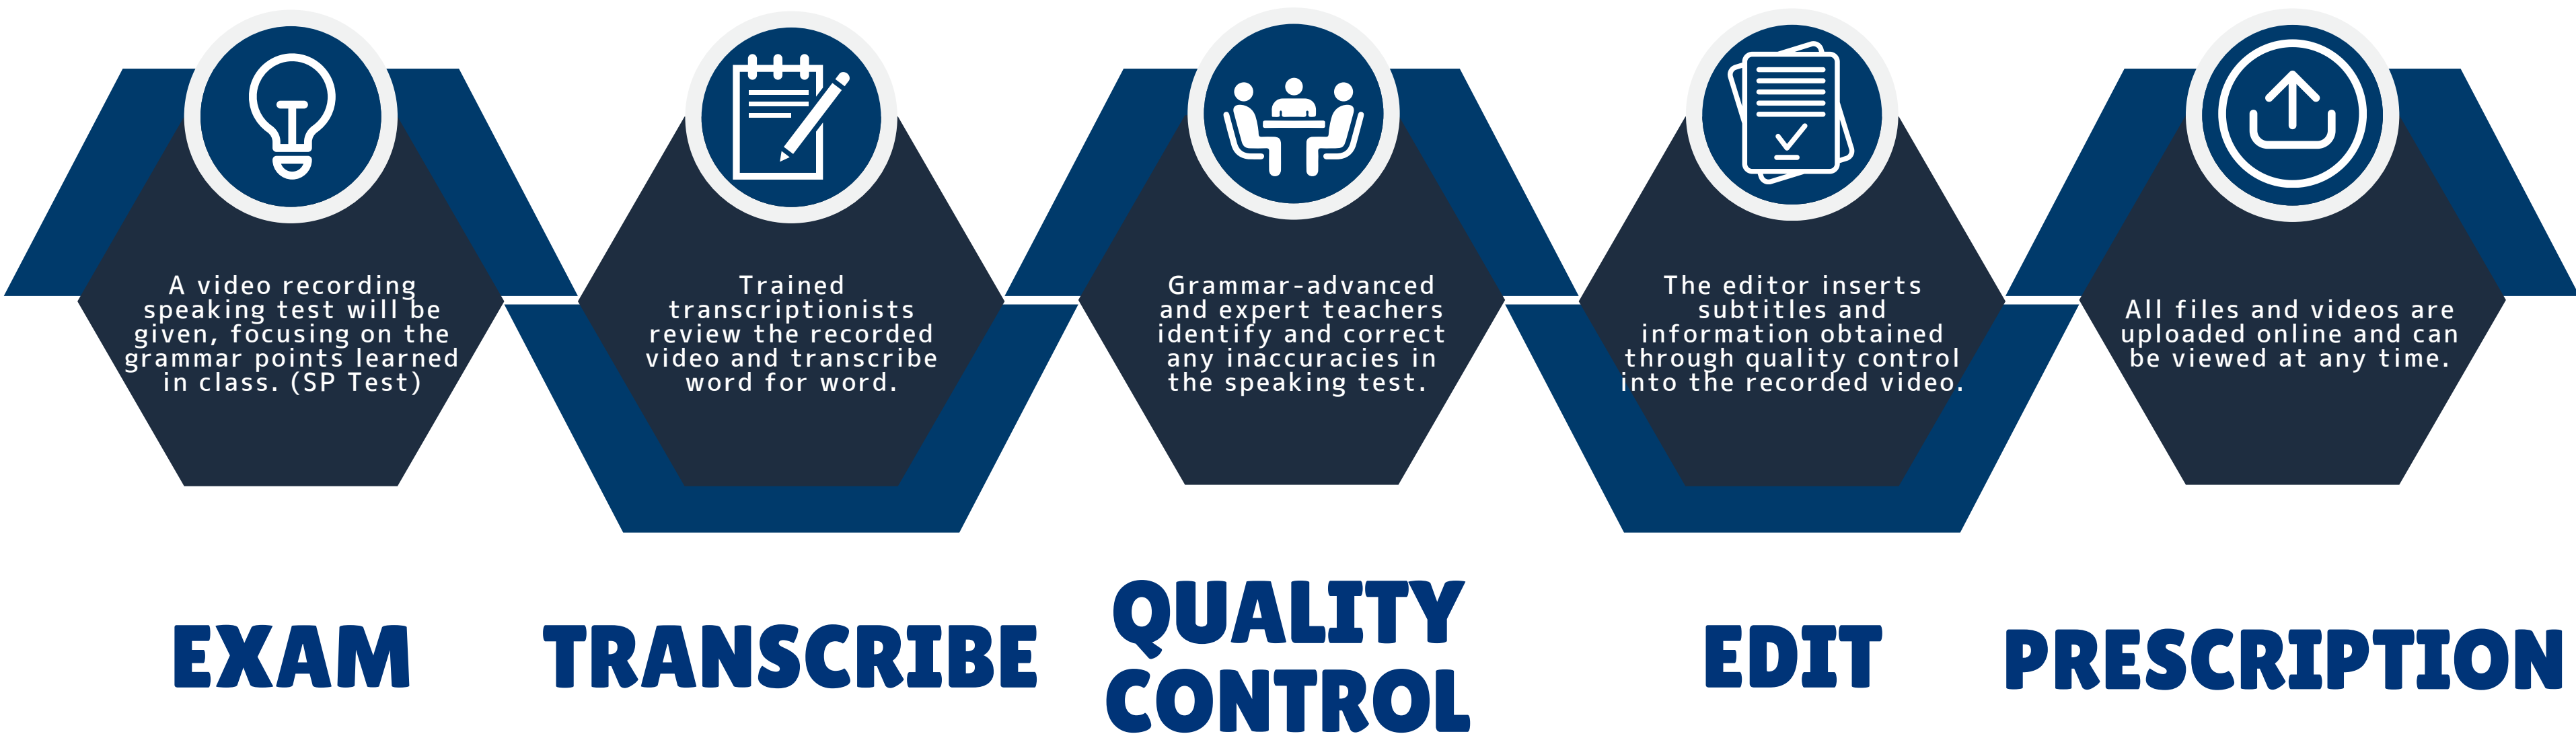 A video recording
speaking test will be
given, focusing on the
grammar points learned
in class. (SP Test)
Trained
transcriptionists
review the recorded
video and transcribe
word for word.
Grammar-advanced
and expert teachers
identify and correct
any inaccuracies in
the speaking test.
The editor inserts
subtitles and
information obtained
through quality control
into the recorded video.
All files and videos are
uploaded online and can
be viewed at any time.
EXAM
TRANSCRIBE
QUALITY
CONTROL
EDIT
PRESCRIPTION